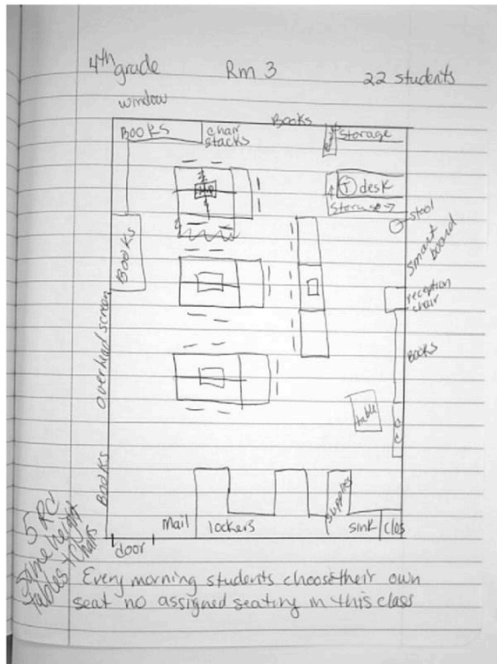 4th grade Rm 3 22 students
window
Books
Books
chair
stacks
Storage
T desk
Storage
stool
smart
board
Books
reception
chair
overhead screen
Books
table
Books
supplies
Mail lockers sink clos
door
5 PC
Same height
tables
chairs
Every morning students choose their own
seat no assigned seating in this class